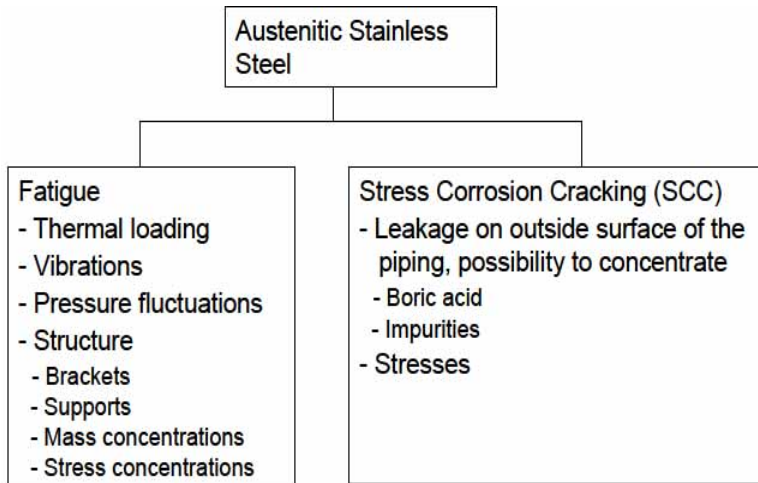 Austenitic Stainless
Steel
Fatigue
- Thermal loading
- Vibrations
- Pressure fluctuations
- Structure
- Brackets
- Supports
- Mass concentrations
- Stress concentrations
Stress Corrosion Cracking (SCC)
- Leakage on outside surface of the
piping, possibility to concentrate
- Boric acid
- Impurities
- Stresses